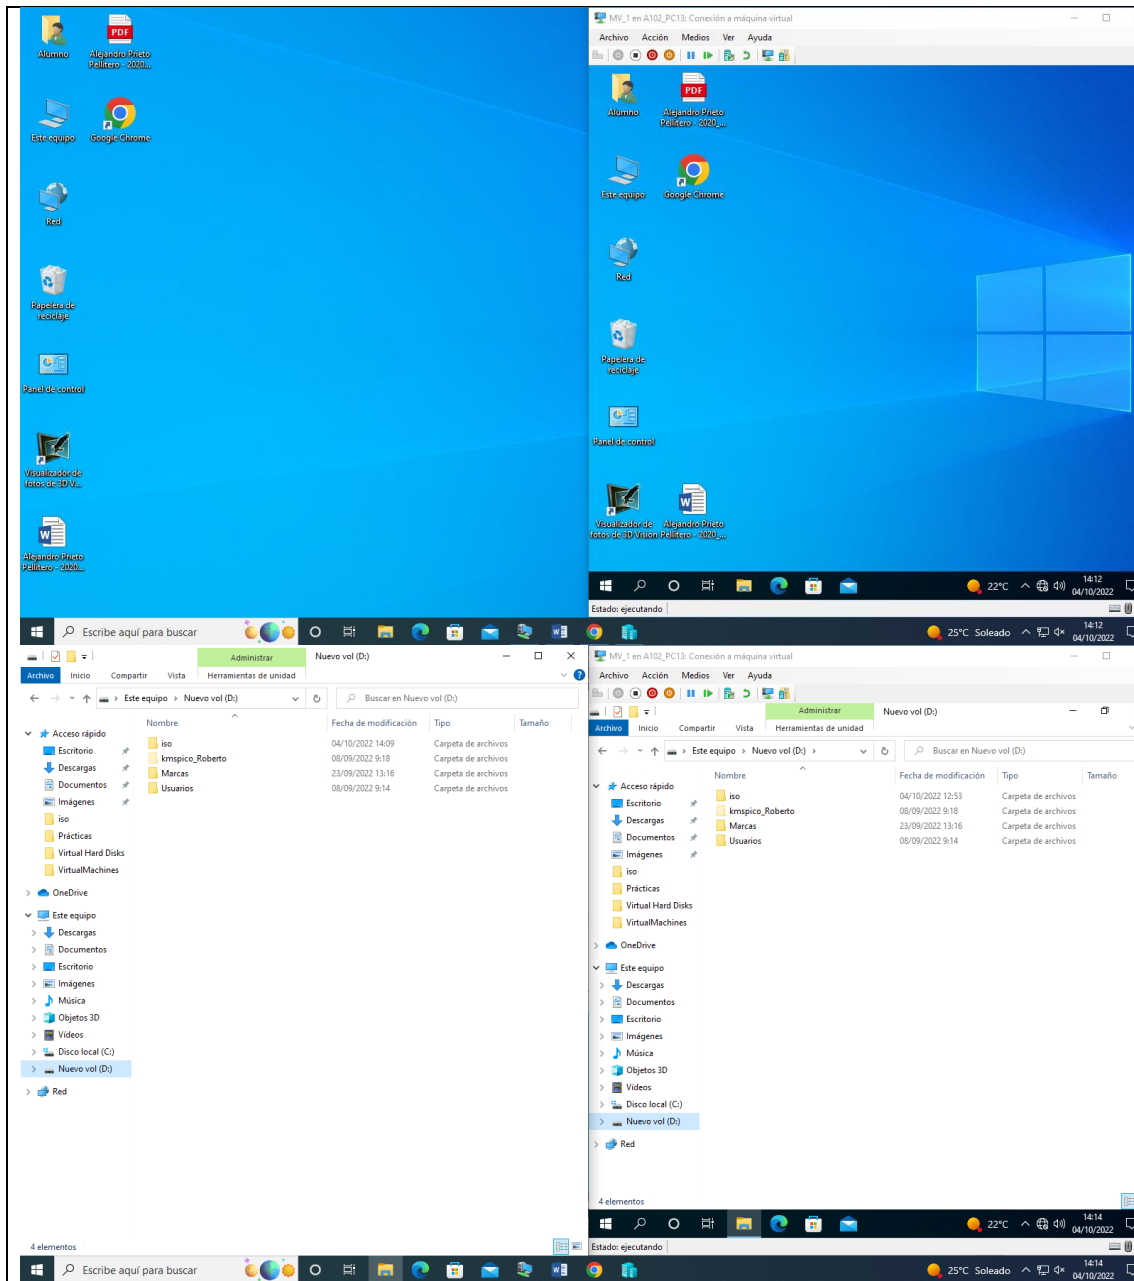 Alumno
Alejandro Prieto
Pellitero - 2020...
Este equipo
Google Chrome
Red
Papelera de
reciclaje
Panel de control
Visualizador de
fotos de 3D V...
Alejandro Prieto
Pellitero - 2020...
Escribe aquí para buscar
MV_1 en A102_PC13: Conexión a máquina virtual
Archivo Acción Medios Ver Ayuda
Alumno
Alejandro Prieto
Pellitero - 2020_...
Este equipo
Google Chrome
Red
Papelera de
reciclaje
Panel de control
Visualizador de
fotos de 3D Vision
Alejandro Prieto
Pellitero - 2020_...
22°C
14:12
04/10/2022
Estado: ejecutando
25°C Soleado
14:12
04/10/2022
Administrar
Nuevo vol (D:)
Archivo Inicio Compartir Vista Herramientas de unidad
Este equipo > Nuevo vol (D:)
Buscar en Nuevo vol (D:)
Nombre Fecha de modificación Tipo Tamaño
iso 04/10/2022 14:09 Carpeta de archivos
kmspico_Roberto 08/09/2022 9:18 Carpeta de archivos
Marcas 23/09/2022 13:16 Carpeta de archivos
Usuarios 08/09/2022 9:14 Carpeta de archivos
Acceso rápido
Escritorio
Descargas
Documentos
Imágenes
iso
Prácticas
Virtual Hard Disks
VirtualMachines
OneDrive
Este equipo
Descargas
Documentos
Escritorio
Imágenes
Música
Objetos 3D
Vídeos
Disco local (C:)
Nuevo vol (D:)
Red
4 elementos
Escribe aquí para buscar
MV_1 en A102_PC13: Conexión a máquina virtual
Archivo Acción Medios Ver Ayuda
Administrar
Nuevo vol (D:)
Archivo Inicio Compartir Vista Herramientas de unidad
Este equipo > Nuevo vol (D:) >
Buscar en Nuevo vol (D:)
Nombre Fecha de modificación Tipo Tamaño
iso 04/10/2022 12:53 Carpeta de archivos
kmspico_Roberto 08/09/2022 9:18 Carpeta de archivos
Marcas 23/09/2022 13:16 Carpeta de archivos
Usuarios 08/09/2022 9:14 Carpeta de archivos
Acceso rápido
Escritorio
Descargas
Documentos
Imágenes
iso
Prácticas
Virtual Hard Disks
VirtualMachines
OneDrive
Este equipo
Descargas
Documentos
Escritorio
Imágenes
Música
Objetos 3D
Vídeos
Disco local (C:)
Nuevo vol (D:)
Red
4 elementos
22°C
14:14
04/10/2022
Estado: ejecutando
25°C Soleado
14:14
04/10/2022